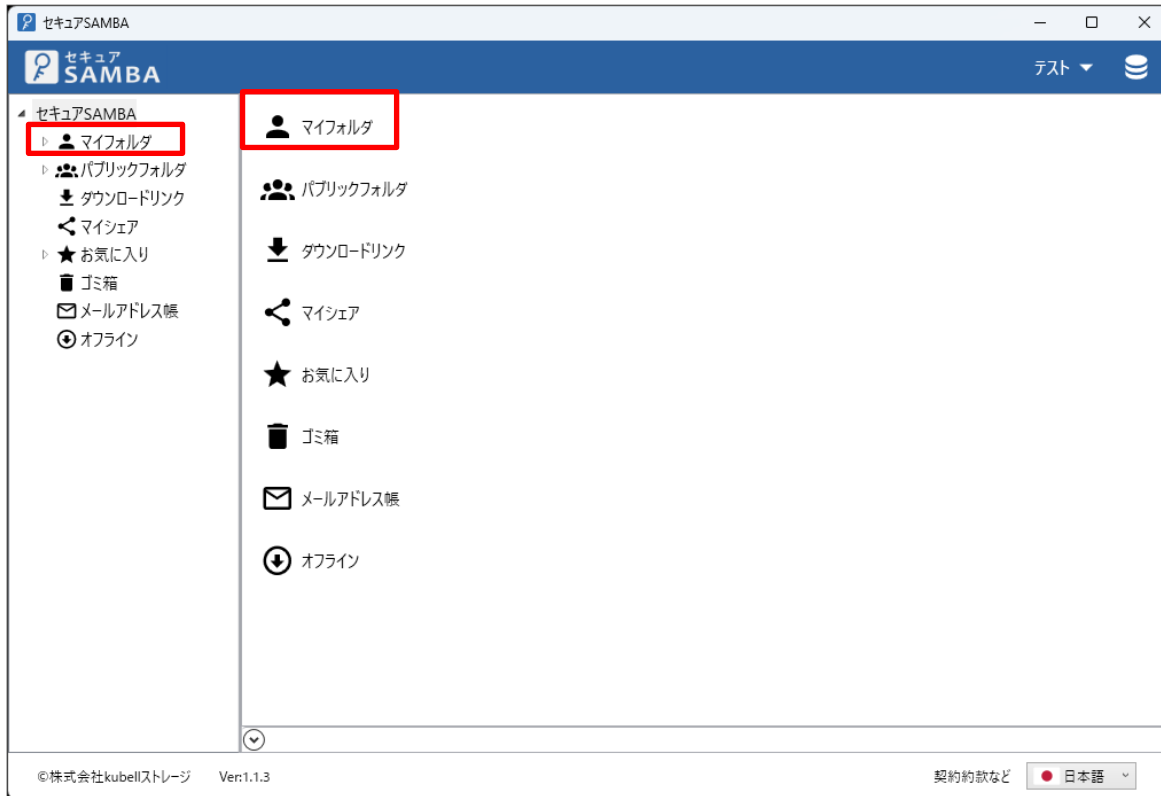 セキュアSAMBA
セキュア
SAMBA
テスト
セキュアSAMBA
マイフォルダ
パブリックフォルダ
ダウンロードリンク
マイシェア
お気に入り
ゴミ箱
メールアドレス帳
オフライン
マイフォルダ
パブリックフォルダ
ダウンロードリンク
マイシェア
お気に入り
ゴミ箱
メールアドレス帳
オフライン
©株式会社kubellストレージ Ver:1.1.3 契約約款など 日本語